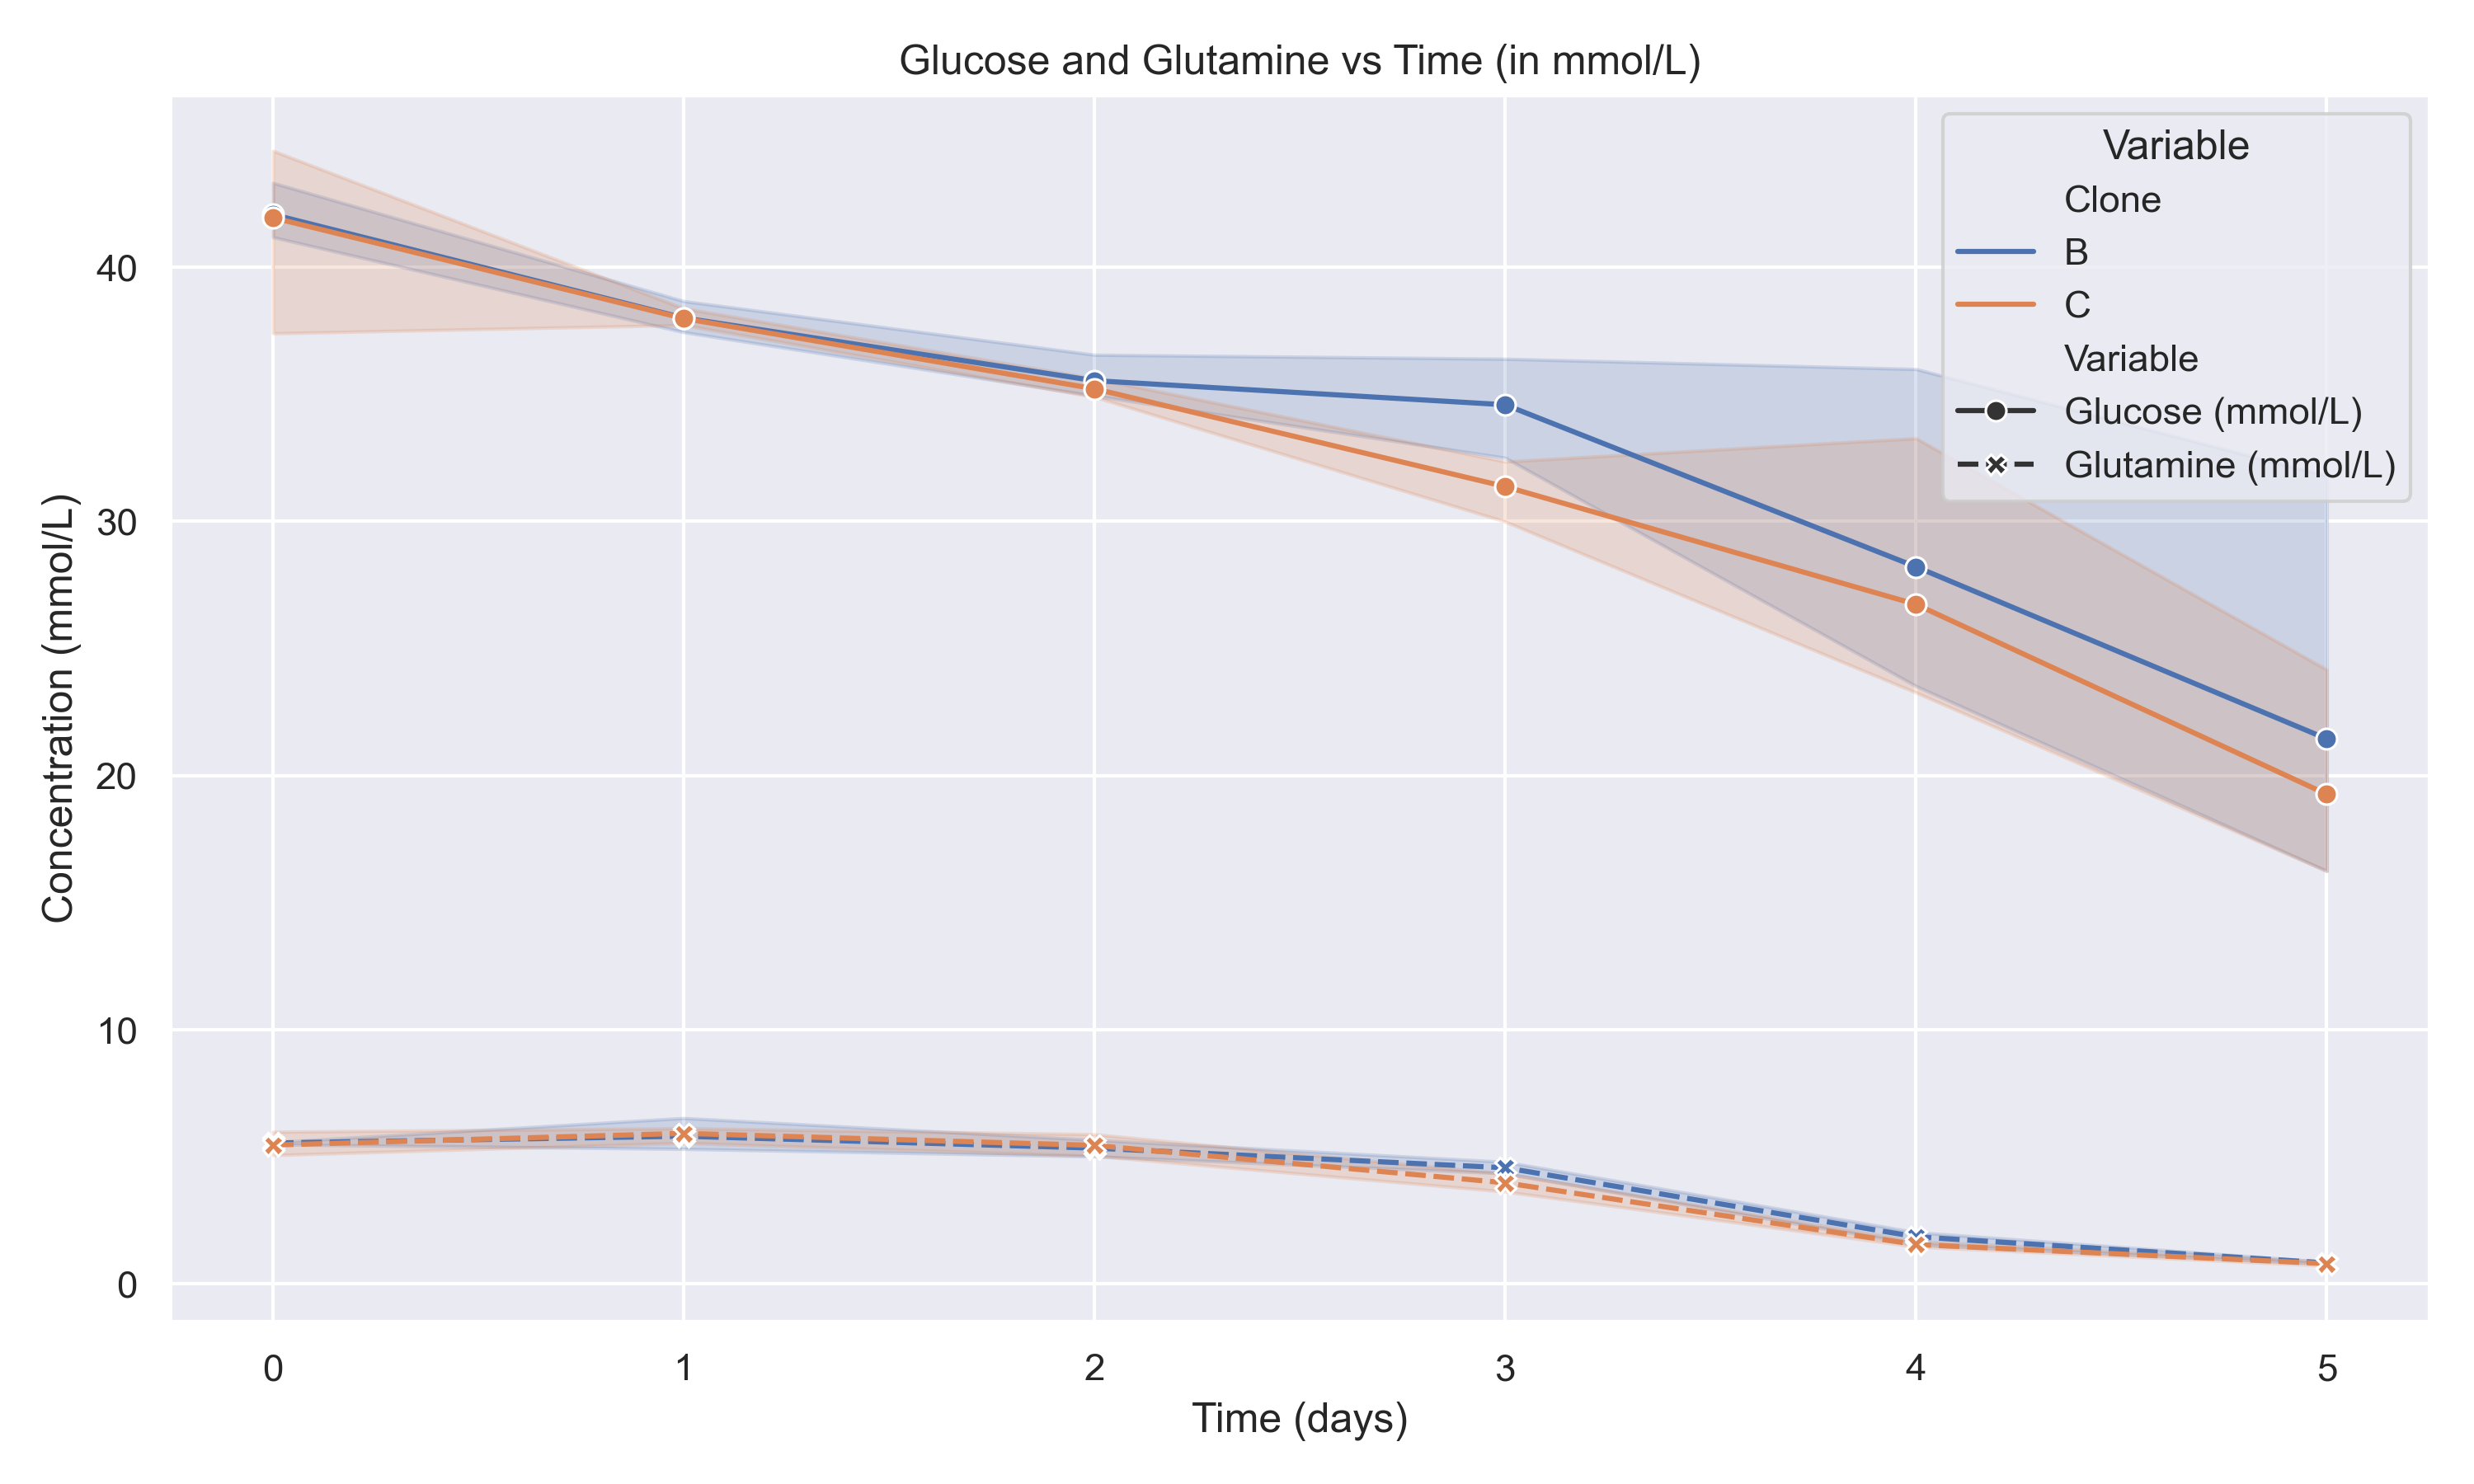 Glucose and Glutamine vs Time (in mmol/L)
Variable
Clone
B
C
Variable
Glucose (mmol/L)
Glutamine (mmol/L)
Concentration (mmol/L)
40
30
20
10
0
0 1 2 3 4 5
Time (days)